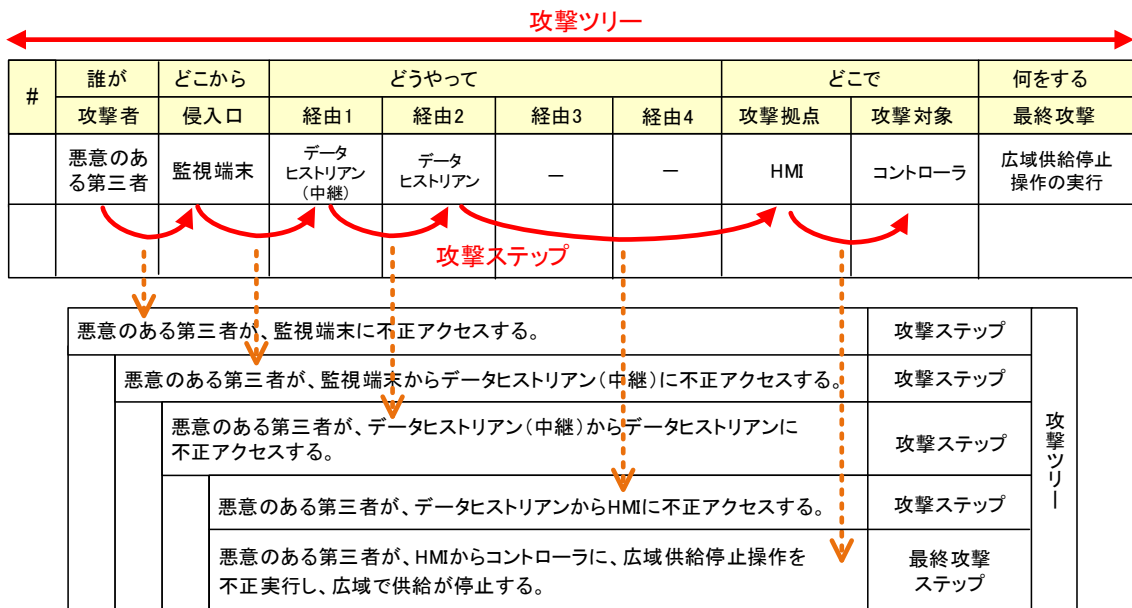 攻撃ツリー
#
誰が
どこから
どうやって
どこで
何をする
攻撃者
侵入口
経由1
経由2
経由3
経由4
攻撃拠点
攻撃対象
最終攻撃
悪意のあ
る第三者
監視端末
データ
ヒストリアン
(中継)
データ
ヒストリアン
－
－
HMI
コントローラ
広域供給停止
操作の実行
攻撃ステップ
悪意のある第三者が、監視端末に不正アクセスする。
攻撃ステップ
悪意のある第三者が、監視端末からデータヒストリアン(中継)に不正アクセスする。
攻撃ステップ
悪意のある第三者が、データヒストリアン(中継)からデータヒストリアンに
不正アクセスする。
攻撃ステップ
悪意のある第三者が、データヒストリアンからHMIに不正アクセスする。
攻撃ステップ
悪意のある第三者が、HMIからコントローラに、広域供給停止操作を
不正実行し、広域で供給が停止する。
最終攻撃
ステップ
攻撃ツリー